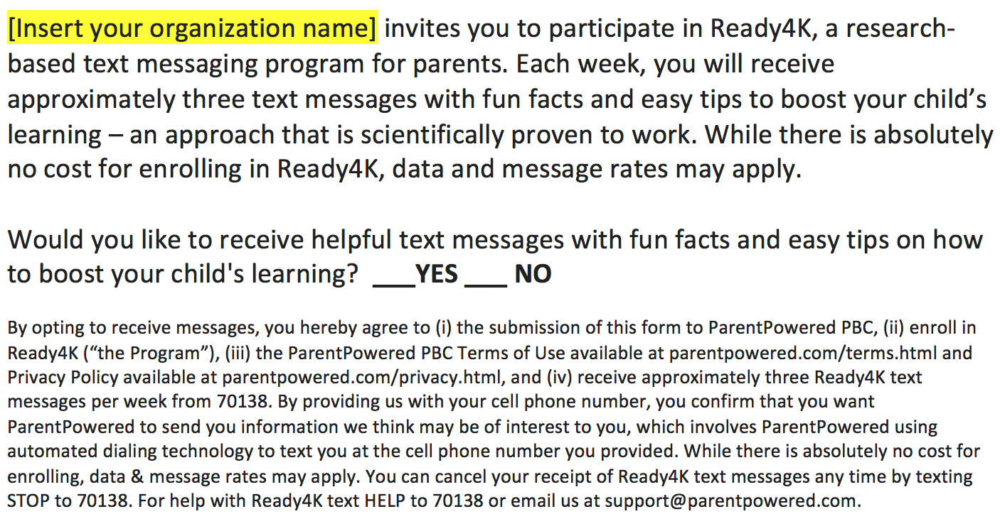 [Insert your organization name] invites you to participate in Ready4K, a research-
based text messaging program for parents. Each week, you will receive
approximately three text messages with fun facts and easy tips to boost your child’s
learning – an approach that is scientifically proven to work. While there is absolutely
no cost for enrolling in Ready4K, data and message rates may apply.
Would you like to receive helpful text messages with fun facts and easy tips on how
to boost your child's learning? ___YES ___ NO
By opting to receive messages, you hereby agree to (i) the submission of this form to ParentPowered PBC, (ii) enroll in
Ready4K (“the Program”), (iii) the ParentPowered PBC Terms of Use available at parentpowered.com/terms.html and
Privacy Policy available at parentpowered.com/privacy.html, and (iv) receive approximately three Ready4K text
messages per week from 70138. By providing us with your cell phone number, you confirm that you want
ParentPowered to send you information we think may be of interest to you, which involves ParentPowered using
automated dialing technology to text you at the cell phone number you provided. While there is absolutely no cost for
enrolling, data & message rates may apply. You can cancel your receipt of Ready4K text messages any time by texting
STOP to 70138. For help with Ready4K text HELP to 70138 or email us at support@parentpowered.com.